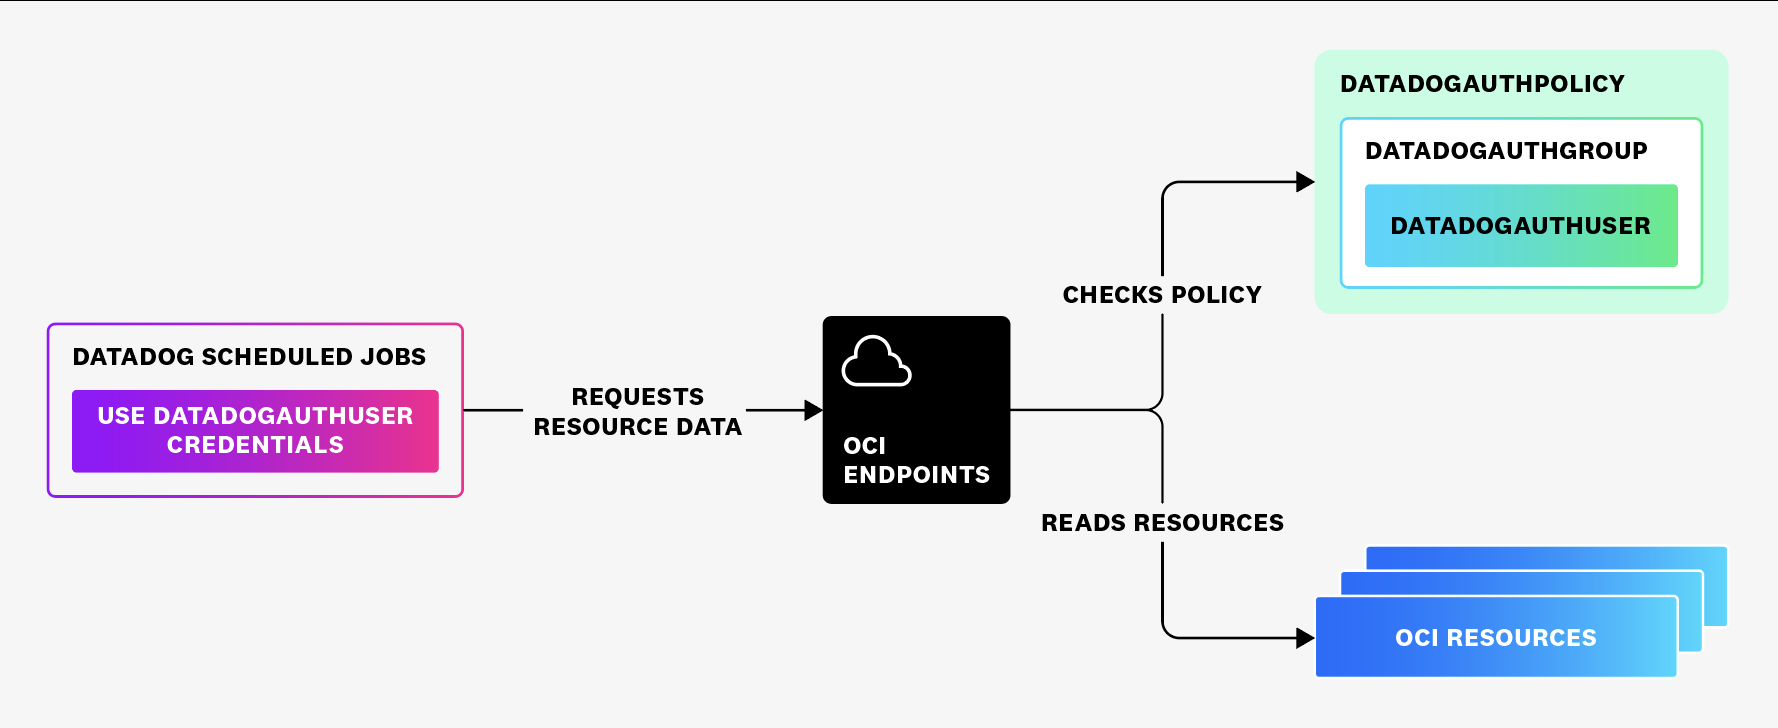 DATADOG SCHEDULED JOBS
USE DATADOGAUTHUSER
CREDENTIALS
REQUESTS
RESOURCE DATA
OCI
ENDPOINTS
CHECKS POLICY
DATADOGAUTHPOLICY
DATADOGAUTHGROUP
DATADOGAUTHUSER
READS RESOURCES
OCI RESOURCES